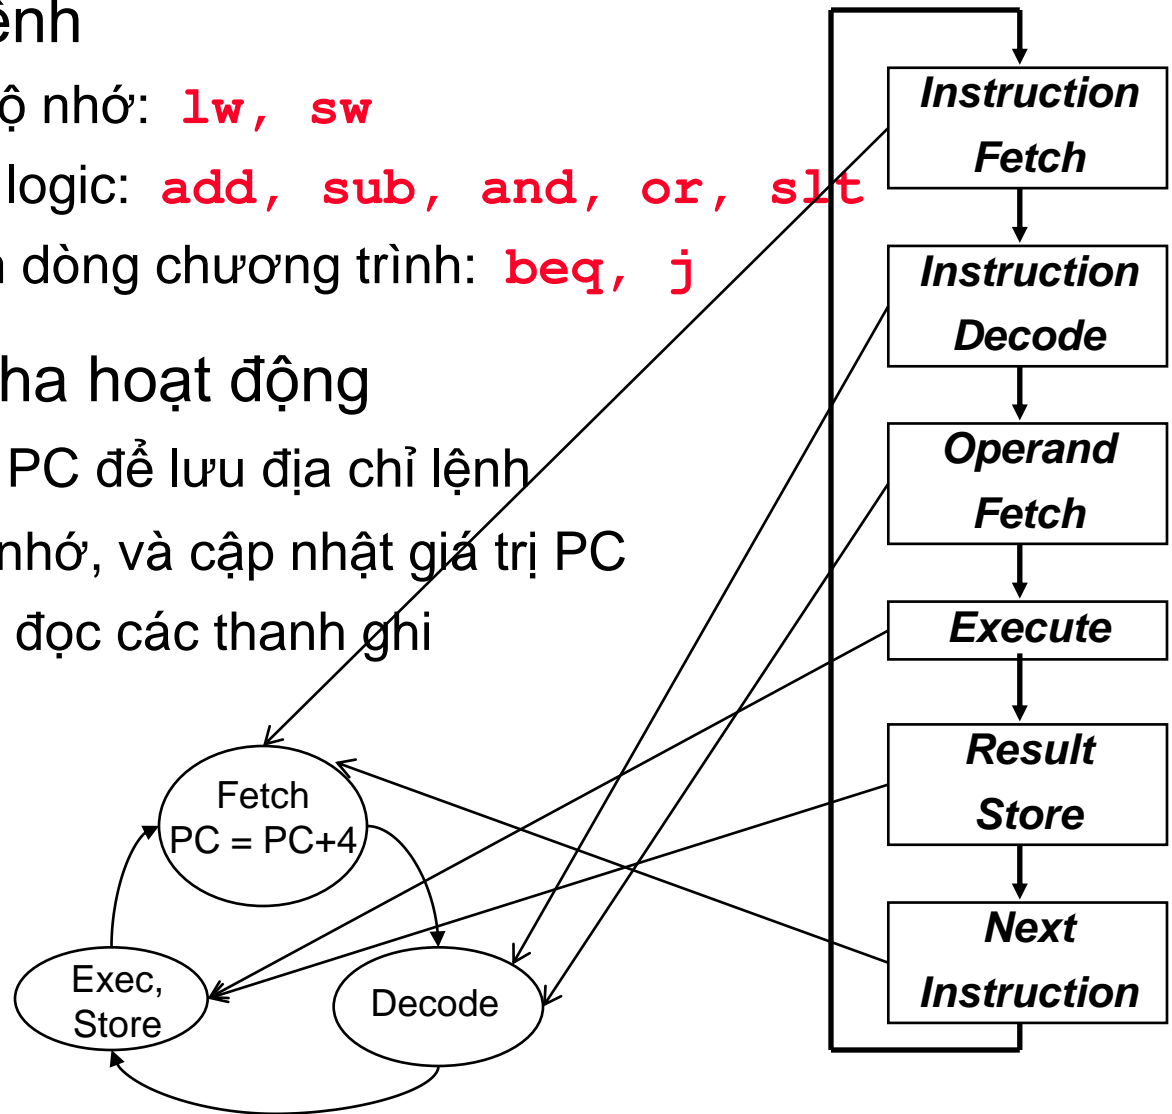 ệnh
ộ nhớ: lw, sw
logic: add, sub, and, or, slt
dòng chương trình: beq, j
ha hoạt động
PC để lưu địa chỉ lệnh
nhớ, và cập nhật giá trị PC
đọc các thanh ghi
Fetch
PC = PC+4
Exec,
Store
Decode
Instruction
Fetch
Instruction
Decode
Operand
Fetch
Execute
Result
Store
Next
Instruction